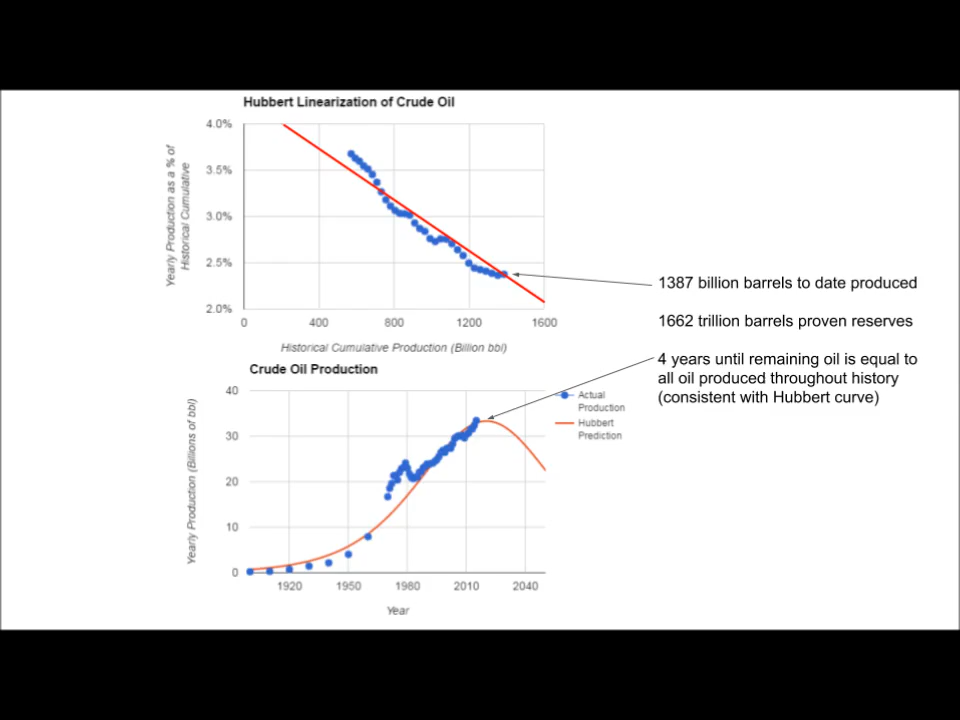 Hubbert Linearization of Crude Oil
4.0%
3.5%
3.0%
2.5%
2.0%
Yearly Production as a % of
Historical Cumulative
0
400
800
1200
1600
Historical Cumulative Production (Billion bbl)
1387 billion barrels to date produced
1662 trillion barrels proven reserves
4 years until remaining oil is equal to
all oil produced throughout history
(consistent with Hubbert curve)
Crude Oil Production
40
30
20
10
0
Yearly Production (Billions of bbl)
1920
1950
1980
2010
2040
Year
Actual
Production
Hubbert
Prediction